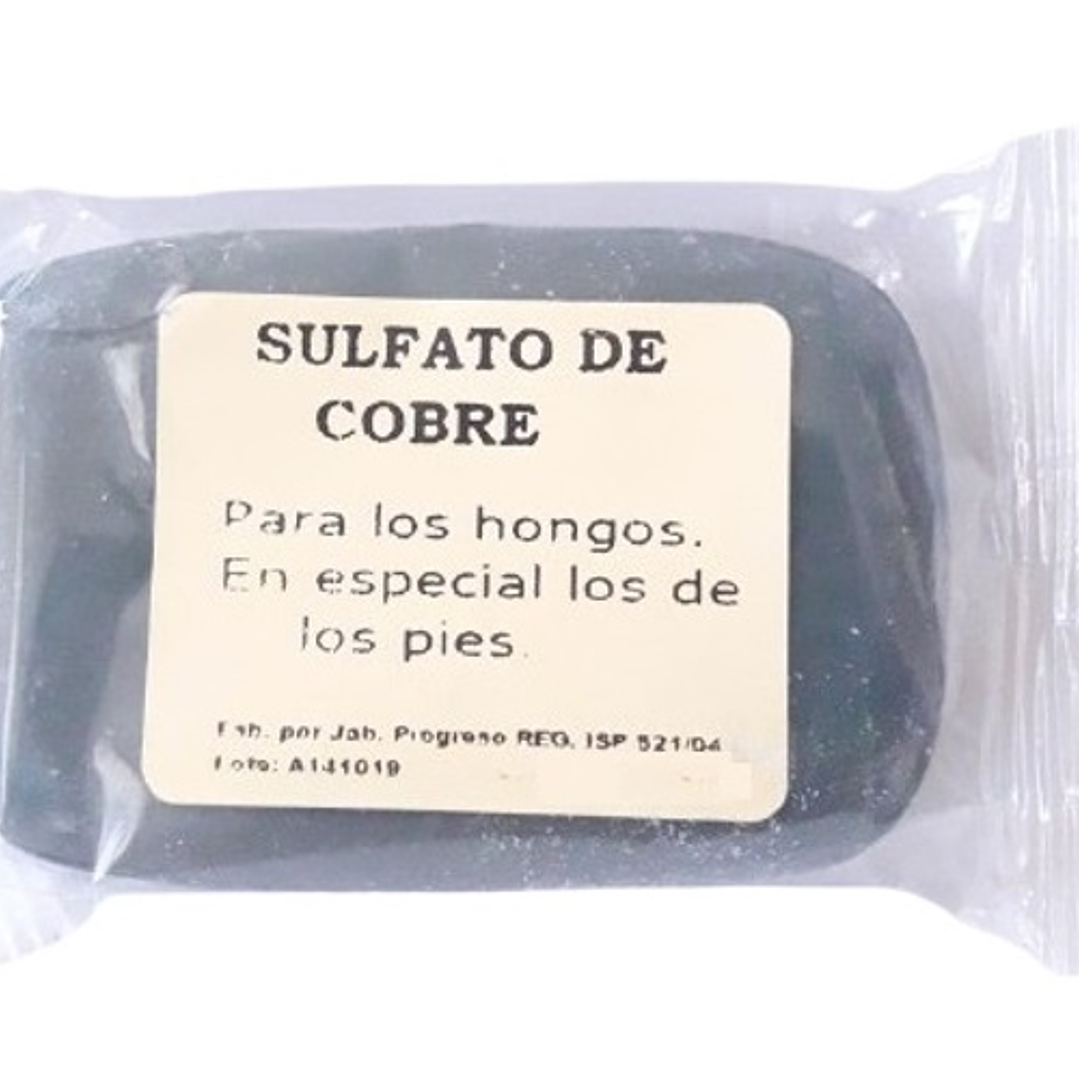 SULFATO DE
COBRE
Para los hongos.
En especial los de
los pies.
Fab. por Jab. Progreso REG. ISP 521/04
Lote: A141019